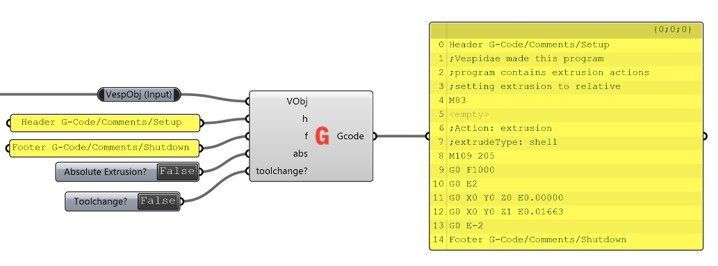 VespObj (Input)
Header G-Code/Comments/Setup
Footer G-Code/Comments/Shutdown
Absolute Extrusion? False
Toolchange? False
VObj
h
f
abs
toolchange?
G
Gcode
{0;0;0}
0 Header G-Code/Comments/Setup
1 ;Vespidae made this program
2 ;program contains extrusion actions
3 ;setting extrusion to relative
4 M83
5 <empty>
6 ;Action: extrusion
7 ;extrudeType: shell
8 M109 205
9 G0 F1000
10 G0 E2
11 G0 X0 Y0 Z0 E0.00000
12 G0 X0 Y0 Z1 E0.01663
13 G0 E-2
14 Footer G-Code/Comments/Shutdown